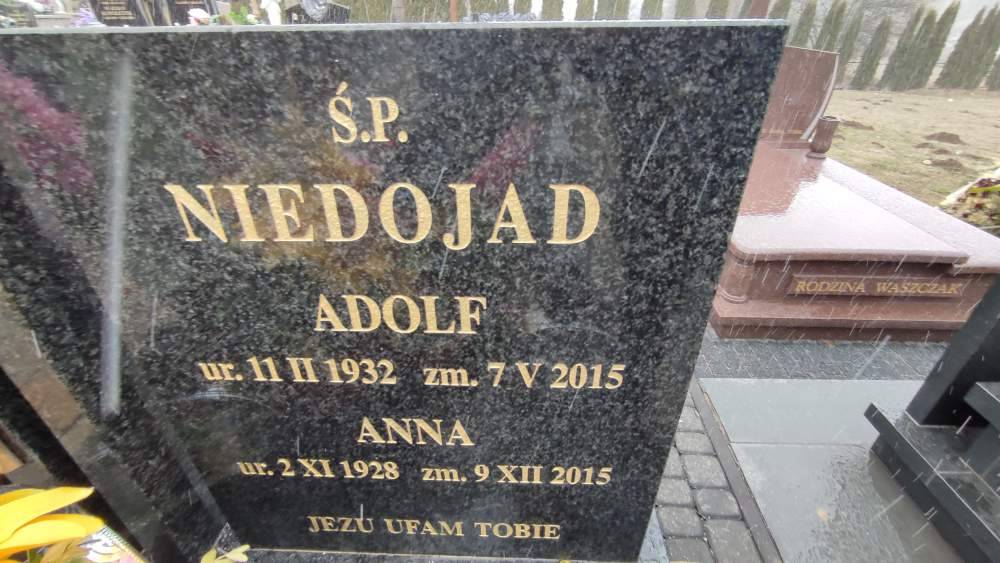 Ś.P.
NIEDOJAD
ADOLF
ur. 11 II 1932 zm. 7 V 2015
ANNA
ur. 2 XI 1928 zm. 9 XII 2015
JEZU UFAM TOBIE
RODZINA WASZCZAK